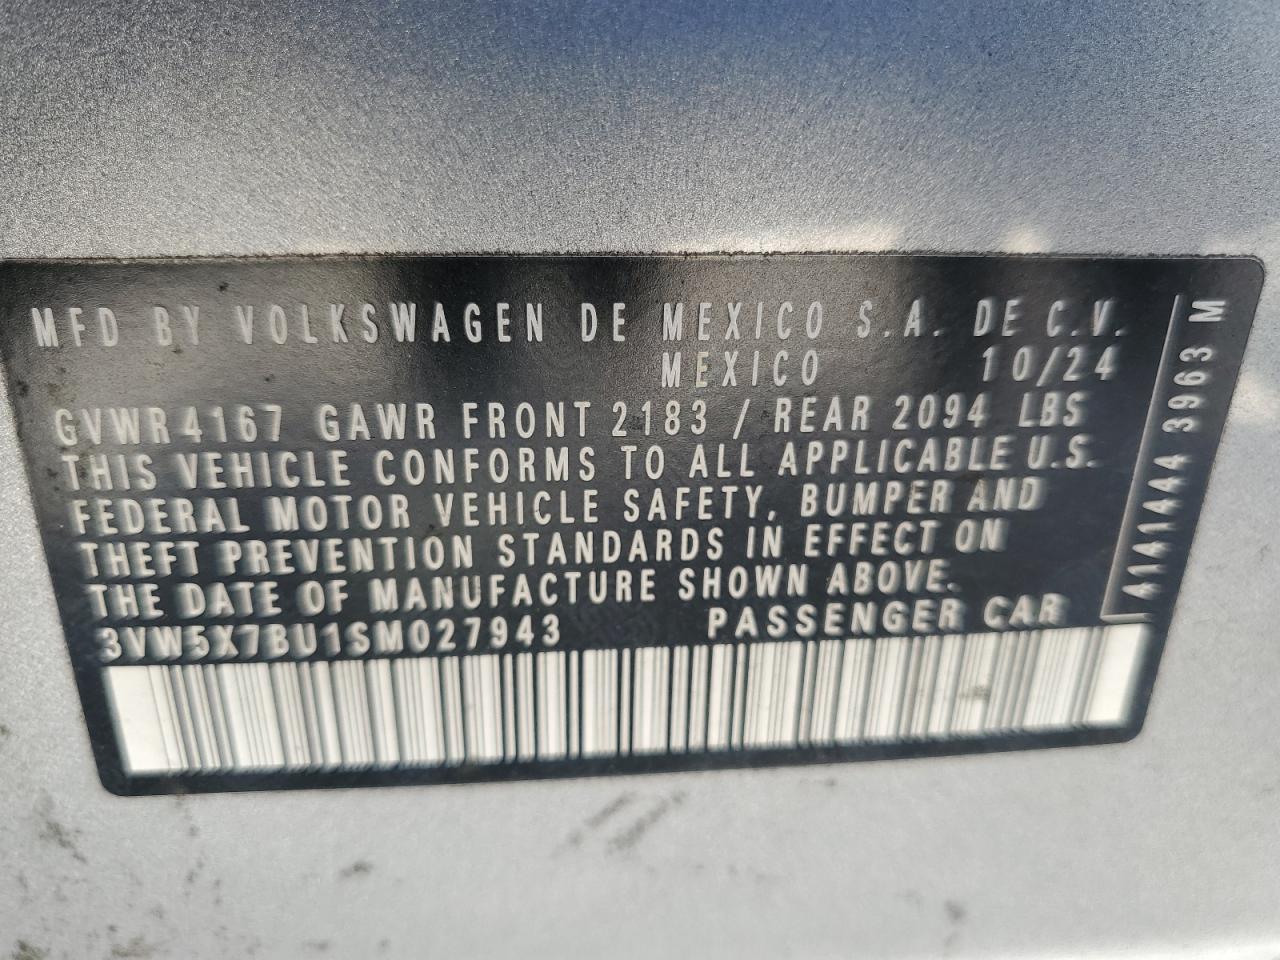 MFD BY VOLKSWAGEN DE MEXICO S.A. DE C.V.
MEXICO 10/24
GVWR 4167 GAWR FRONT 2183 / REAR 2094 LBS
THIS VEHICLE CONFORMS TO ALL APPLICABLE U.S.
FEDERAL MOTOR VEHICLE SAFETY, BUMPER AND
THEFT PREVENTION STANDARDS IN EFFECT ON
THE DATE OF MANUFACTURE SHOWN ABOVE.
3VW5X7BU1SM027943 PASSENGER CAR
4141444 3963 M